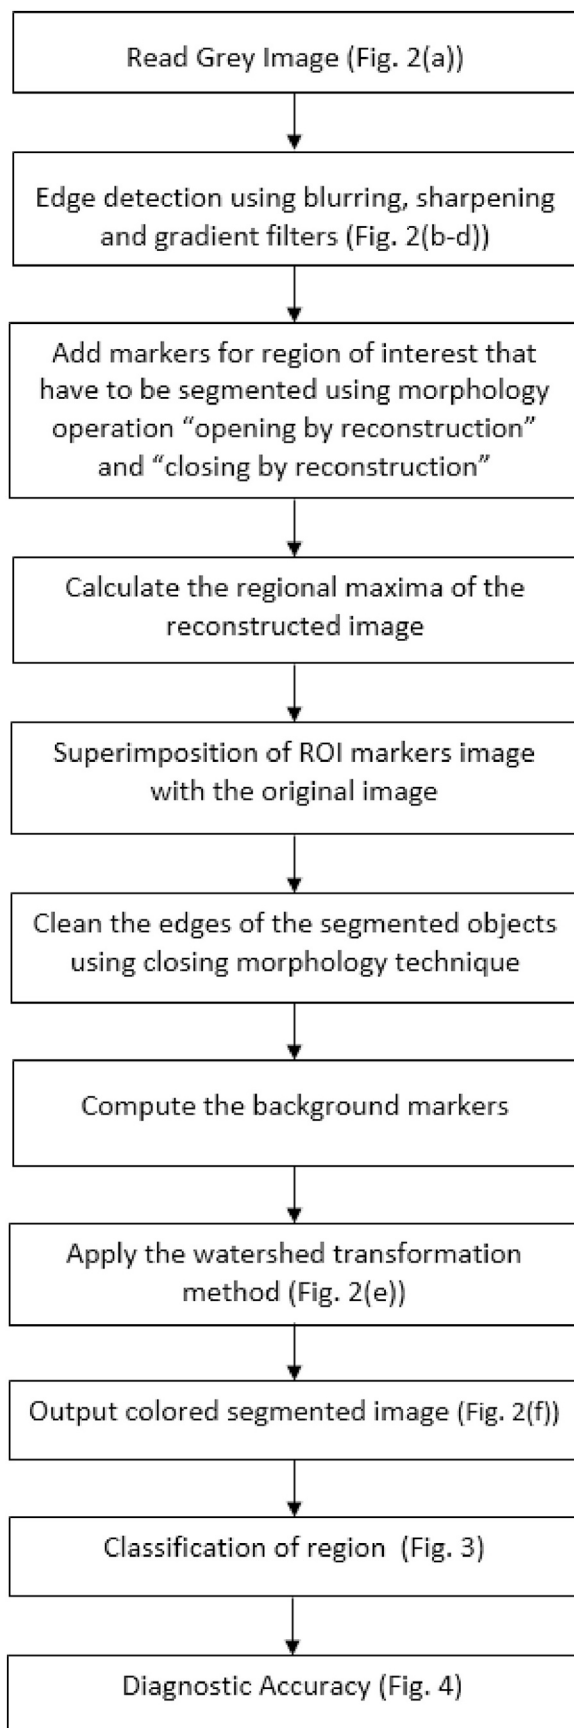 Read Grey Image (Fig. 2(a))
Edge detection using blurring, sharpening
and gradient filters (Fig. 2(b-d))
Add markers for region of interest that
have to be segmented using morphology
operation “opening by reconstruction”
and “closing by reconstruction”
Calculate the regional maxima of the
reconstructed image
Superimposition of ROI markers image
with the original image
Clean the edges of the segmented objects
using closing morphology technique
Compute the background markers
Apply the watershed transformation
method (Fig. 2(e))
Output colored segmented image (Fig. 2(f))
Classification of region (Fig. 3)
Diagnostic Accuracy (Fig. 4)